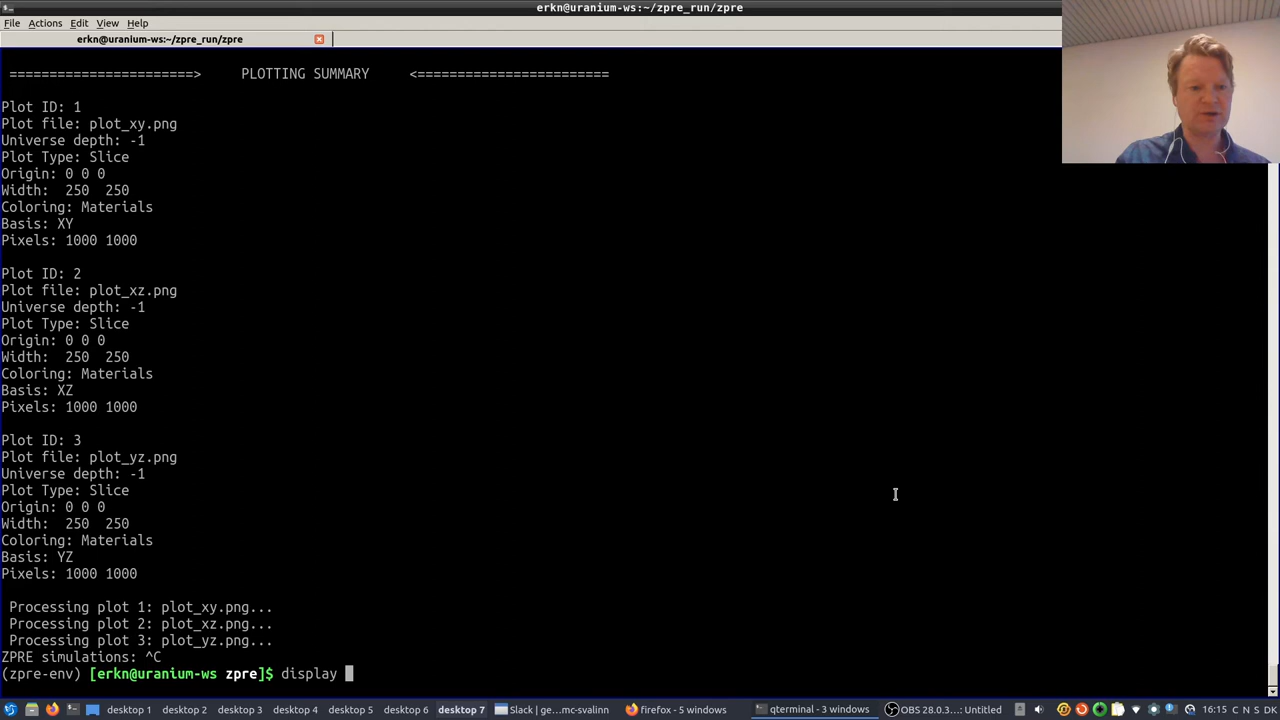 erkn@uranium-ws:~/zpre_run/zpre
File Actions Edit View Help
erkn@uranium-ws:~/zpre_run/zpre
=======================> PLOTTING SUMMARY <========================
Plot ID: 1
Plot file: plot_xy.png
Universe depth: -1
Plot Type: Slice
Origin: 0 0 0
Width: 250 250
Coloring: Materials
Basis: XY
Pixels: 1000 1000
Plot ID: 2
Plot file: plot_xz.png
Universe depth: -1
Plot Type: Slice
Origin: 0 0 0
Width: 250 250
Coloring: Materials
Basis: XZ
Pixels: 1000 1000
Plot ID: 3
Plot file: plot_yz.png
Universe depth: -1
Plot Type: Slice
Origin: 0 0 0
Width: 250 250
Coloring: Materials
Basis: YZ
Pixels: 1000 1000
Processing plot 1: plot_xy.png...
Processing plot 2: plot_xz.png...
Processing plot 3: plot_yz.png...
ZPRE simulations: ^C
(zpre-env) [erkn@uranium-ws zpre]$ display
desktop 1 desktop 2 desktop 3 desktop 4 desktop 5 desktop 6 desktop 7 Slack | ge...mc-svalinn firefox - 5 windows qterminal - 3 windows OBS 28.0.3... : Untitled 16:15 C N S DK